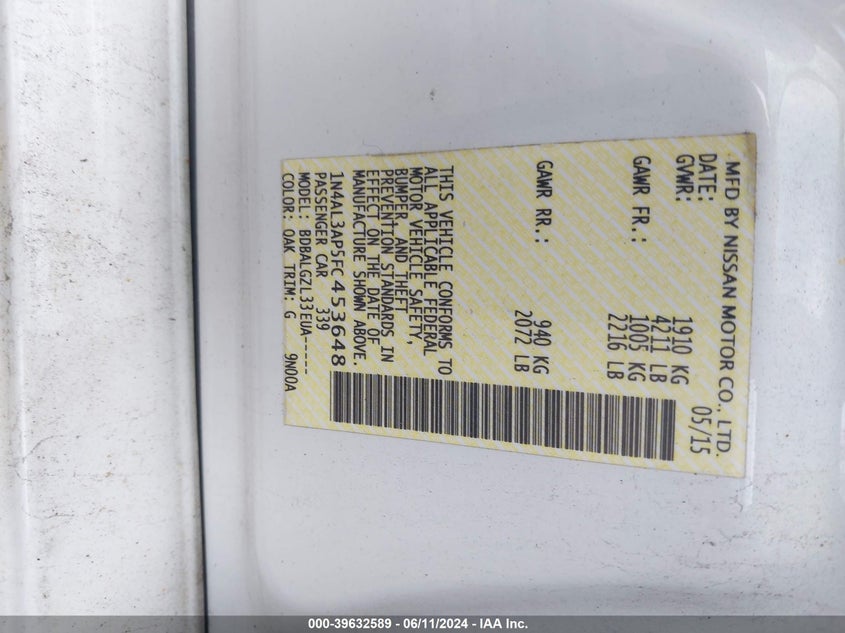 MFD BY NISSAN MOTOR CO., LTD.
DATE: 05/15
GVWR: 1910 KG
4211 LB
GAWR FR.: 1005 KG
2216 LB
GAWR RR.: 940 KG
2072 LB
THIS VEHICLE CONFORMS TO
ALL APPLICABLE FEDERAL
MOTOR VEHICLE SAFETY,
BUMPER, AND THEFT
PREVENTION STANDARDS IN
EFFECT ON THE DATE OF
MANUFACTURE SHOWN ABOVE.
1N4AL3AP5FC453648
PASSENGER CAR 339
MODEL: BDBALGZL33EUA-----
COLOR: QAK TRIM: G 9N00A
000-39632589 - 06/11/2024 - IAA Inc.